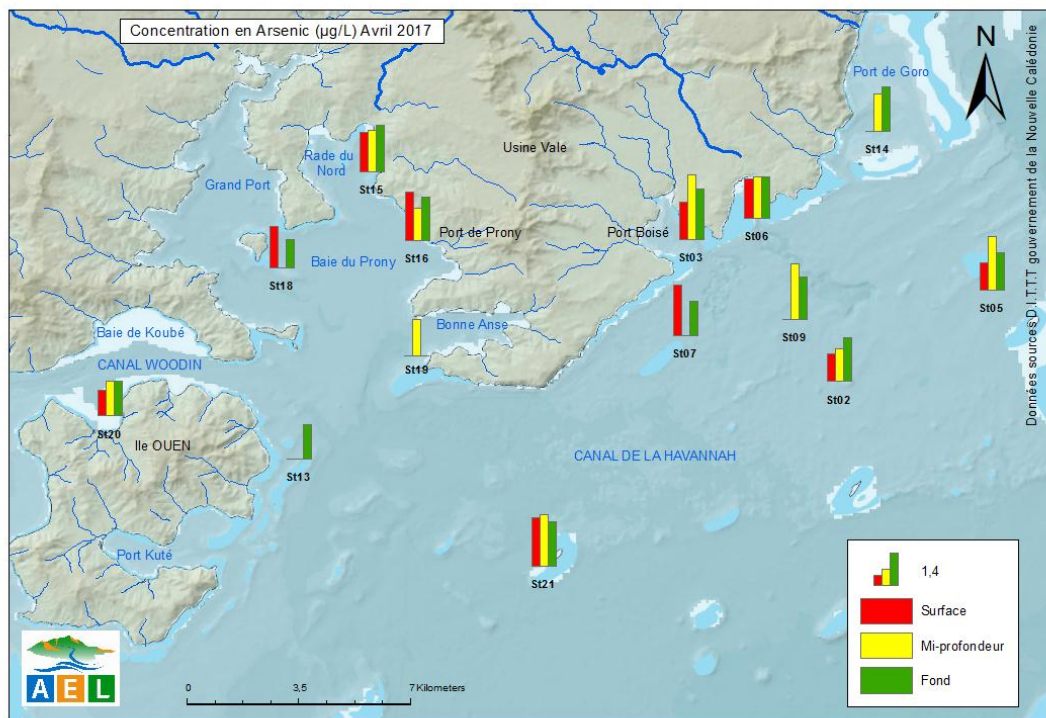 Concentration en Arsenic (µg/L) Avril 2017
N
Port de Goro
St14
Usine Vale
Rade du
Nord
St15
Grand Port
Port de Prony
St16
Port Boisé
St03
St06
Baie du Prony
St18
St05
St09
St07
Bonne Anse
St19
Baie de Koubé
CANAL WOODIN
St02
St20
Ile OUEN
St13
CANAL DE LA HAVANNAH
Port Kuté
St21
1,4
Surface
Mi-profondeur
Fond
AEL
0 3,5 7 Kilometers
Données sources D.I.T.T.T gouvernement de la Nouvelle Calédonie